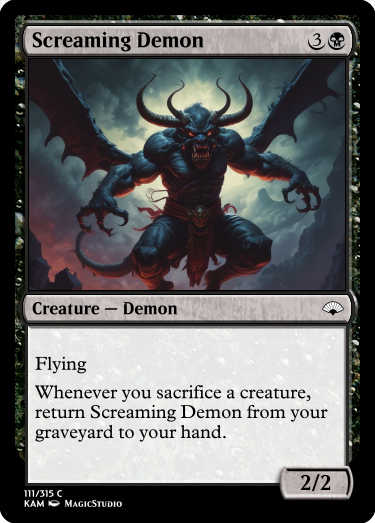 Screaming Demon 3
Creature — Demon
Flying
Whenever you sacrifice a creature,
return Screaming Demon from your
graveyard to your hand.
2/2
111/315 C
KAM MagicStudio